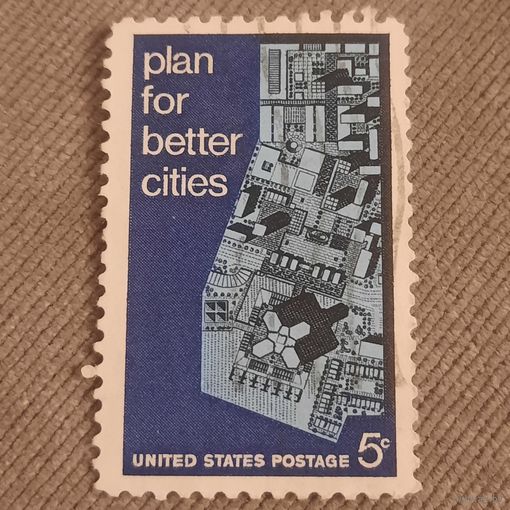 plan
for
better
cities
UNITED STATES POSTAGE 5c